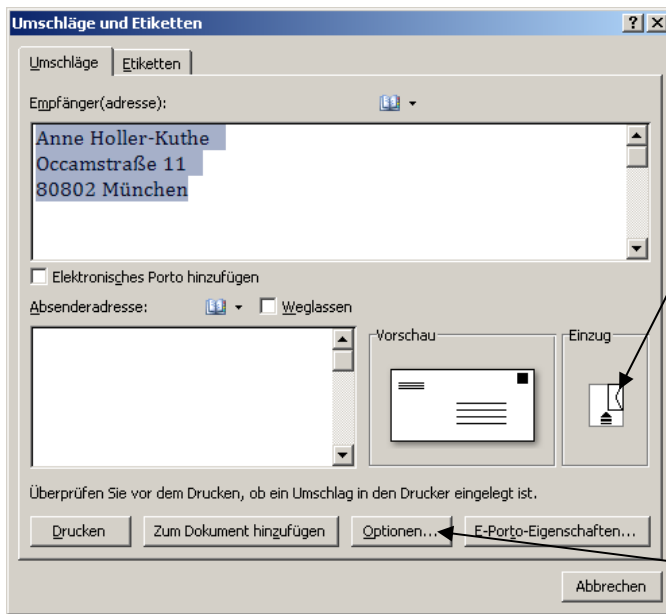 Umschläge und Etiketten
Umschläge Etiketten
Empfänger(adresse):
Anne Holler-Kuthe
Occamstraße 11
80802 München
Elektronisches Porto hinzufügen
Absenderadresse: Weglassen
Vorschau
Einzug
Überprüfen Sie vor dem Drucken, ob ein Umschlag in den Drucker eingelegt ist.
Drucken Zum Dokument hinzufügen Optionen... E-Porto-Eigenschaften...
Abbrechen